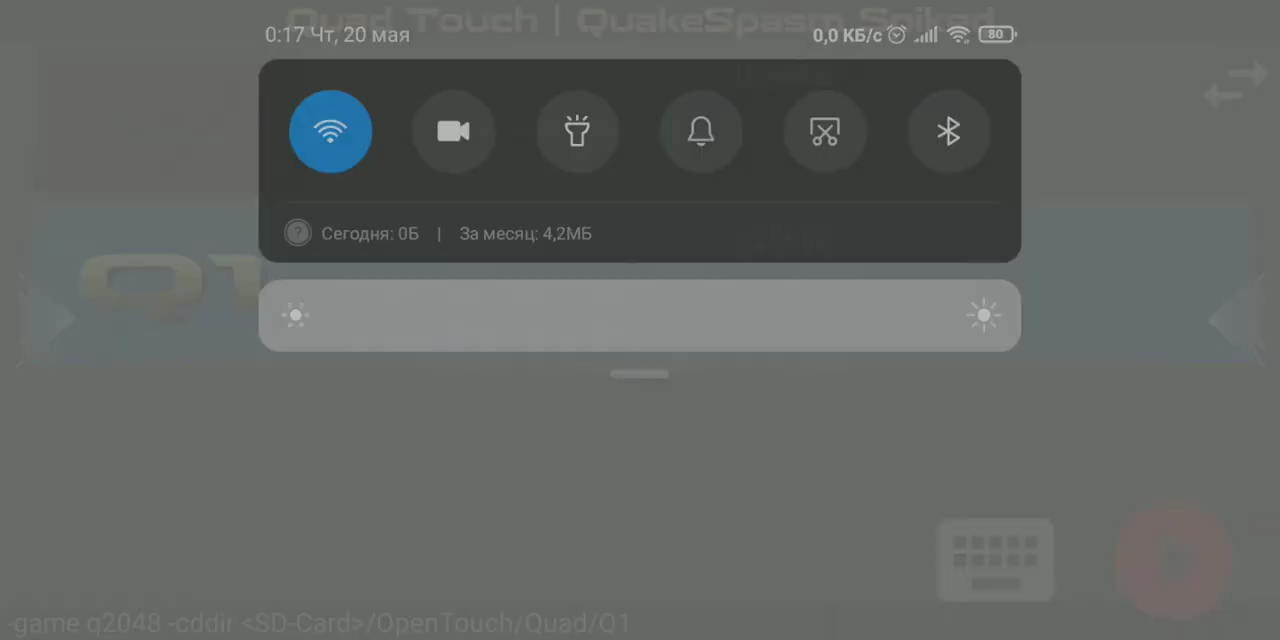 Quad Touch | QuakeSpasm Spiked
0:17 Чт, 20 мая
0,0 КБ/с
80
Сегодня: 0Б | За месяц: 4,2МБ
Q1
-game q2048 -cddir <SD-Card>/OpenTouch/Quad/Q1